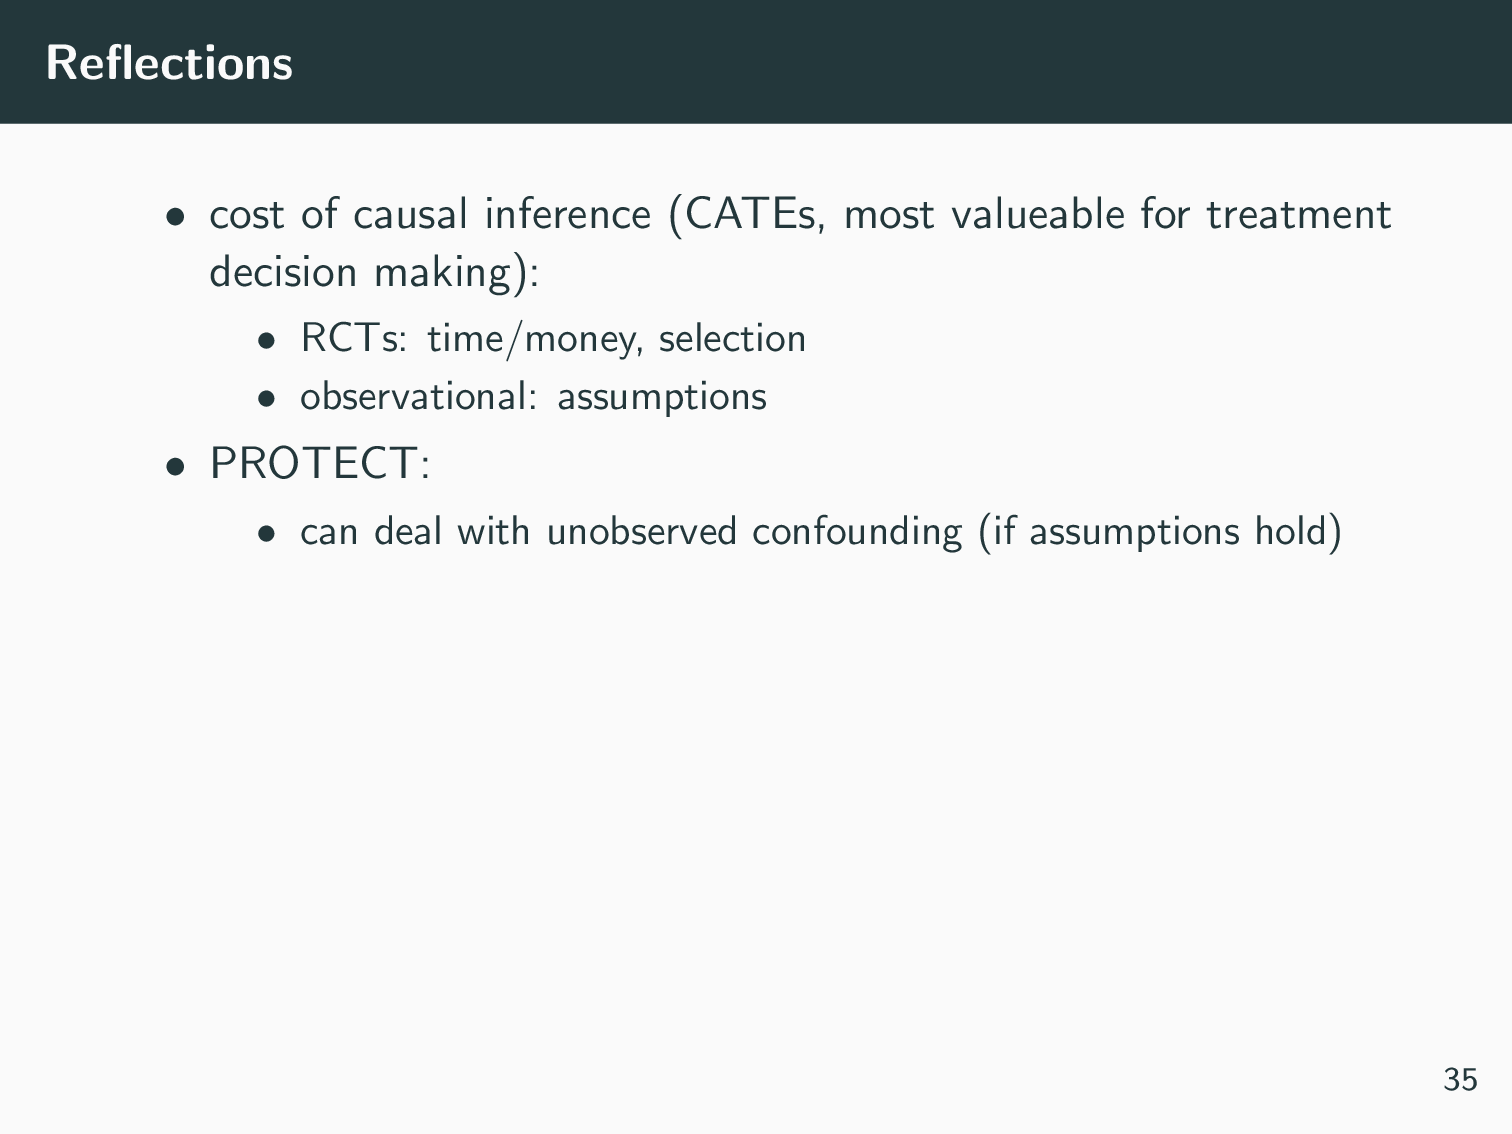 Reflections
• cost of causal inference (CATEs, most valueable for treatment
decision making):
• RCTs: time/money, selection
• observational: assumptions
• PROTECT:
• can deal with unobserved confounding (if assumptions hold)
35